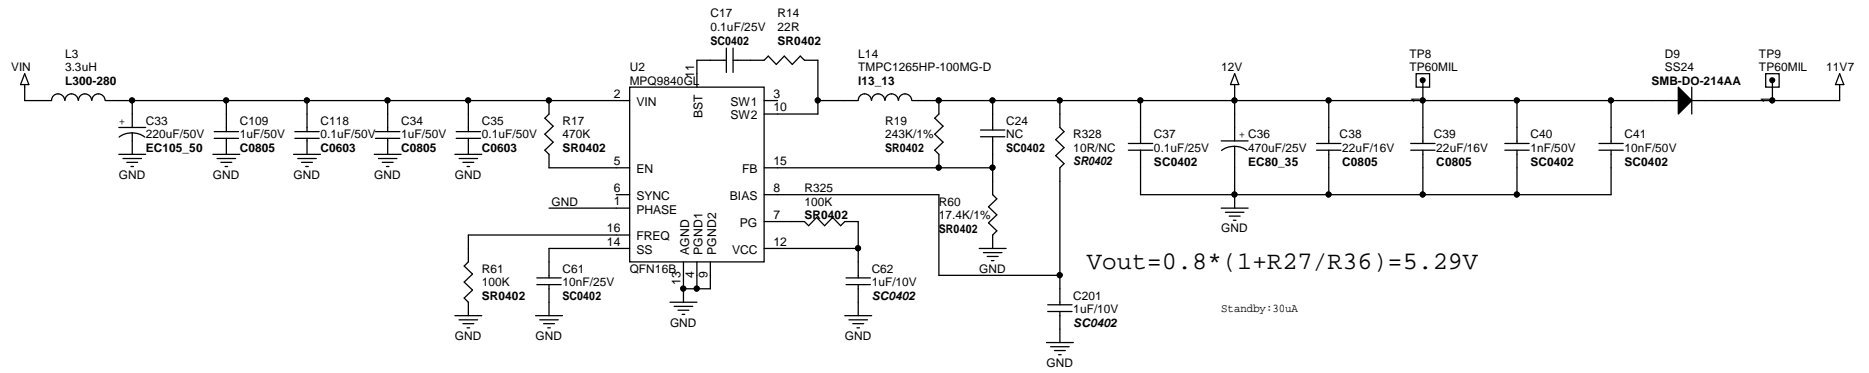 VIN
L3
3.3uH
L300-280
C33
220uF/50V
EC105_50
GND
C109
1uF/50V
C0805
GND
C118
0.1uF/50V
C0603
GND
C34
1uF/50V
C0805
GND
C35
0.1uF/50V
C0603
GND
R17
470K
SR0402
C17
0.1uF/25V
SC0402
R14
22R
SR0402
U2
MPQ9840GL
2
VIN
11
BST
SW1
3
SW2
10
5
EN
FB
15
6
SYNC
BIAS
8
GND
1
PHASE
PG
7
16
FREQ
14
SS
VCC
12
AGND
PGND1
PGND2
QFN16B
13
4
9
GND
R61
100K
SR0402
GND
C61
10nF/25V
SC0402
GND
R325
100K
SR0402
C62
1uF/10V
SC0402
GND
L14
TMPC1265HP-100MG-D
I13_13
R19
243K/1%
SR0402
C24
NC
SC0402
R60
17.4K/1%
SR0402
GND
R328
10R/NC
SR0402
C201
1uF/10V
SC0402
GND
C37
0.1uF/25V
SC0402
12V
C36
470uF/25V
EC80_35
GND
C38
22uF/16V
C0805
TP8
TP60MIL
C39
22uF/16V
C0805
C40
1nF/50V
SC0402
C41
10nF/50V
SC0402
D9
SS24
SMB-DO-214AA
TP9
TP60MIL
11V7
Vout=0.8*(1+R27/R36)=5.29V
Standby:30uA